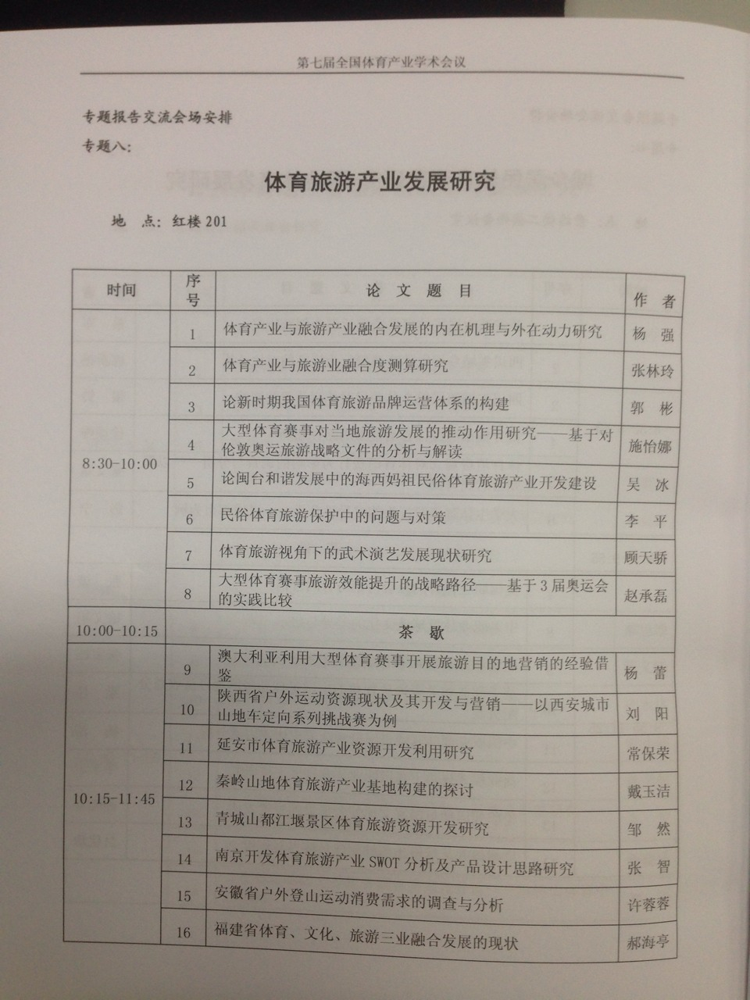 第七届全国体育产业学术会议
专题报告交流会场安排
专题八：
体育旅游产业发展研究
地 点：红楼 201
时间 序号 论 文 题 目 作 者
8:30-10:00
1 体育产业与旅游产业融合发展的内在机理与外在动力研究 杨 强
2 体育产业与旅游业融合度测算研究 张林玲
3 论新时期我国体育旅游品牌运营体系的构建 郭 彬
4 大型体育赛事对当地旅游发展的推动作用研究——基于对
伦敦奥运旅游战略文件的分析与解读 施怡娜
5 论闽台和谐发展中的海西妈祖民俗体育旅游产业开发建设 吴 冰
6 民俗体育旅游保护中的问题与对策 李 平
7 体育旅游视角下的武术演艺发展现状研究 顾天骄
8 大型体育赛事旅游效能提升的战略路径——基于 3 届奥运会
的实践比较 赵承磊
10:00-10:15 茶 歇
10:15-11:45
9 澳大利亚利用大型体育赛事开展旅游目的地营销的经验借
鉴 杨 蕾
10 陕西省户外运动资源现状及其开发与营销——以西安城市
山地车定向系列挑战赛为例 刘 阳
11 延安市体育旅游产业资源开发利用研究 常保荣
12 秦岭山地体育旅游产业基地构建的探讨 戴玉洁
13 青城山都江堰景区体育旅游资源开发研究 邹 然
14 南京开发体育旅游产业 SWOT 分析及产品设计思路研究 张 智
15 安徽省户外登山运动消费需求的调查与分析 许蓉蓉
16 福建省体育、文化、旅游三业融合发展的现状 郝海亭